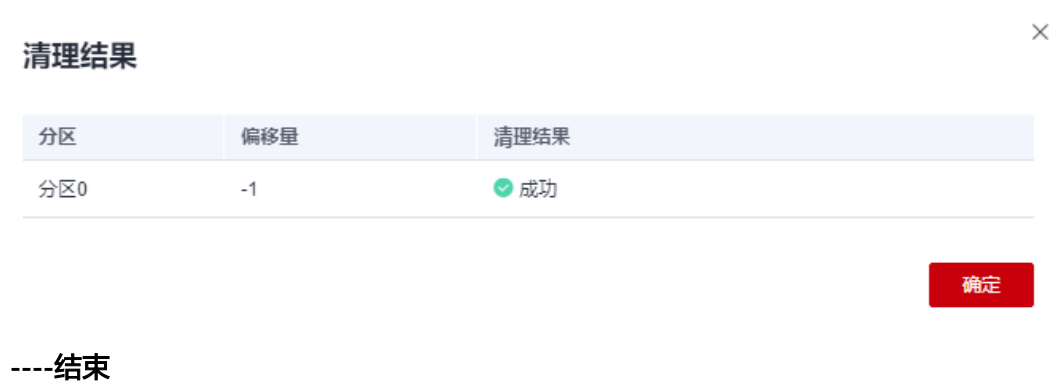 清理结果
分区 偏移量 清理结果
分区0 -1 成功
确定
----结束